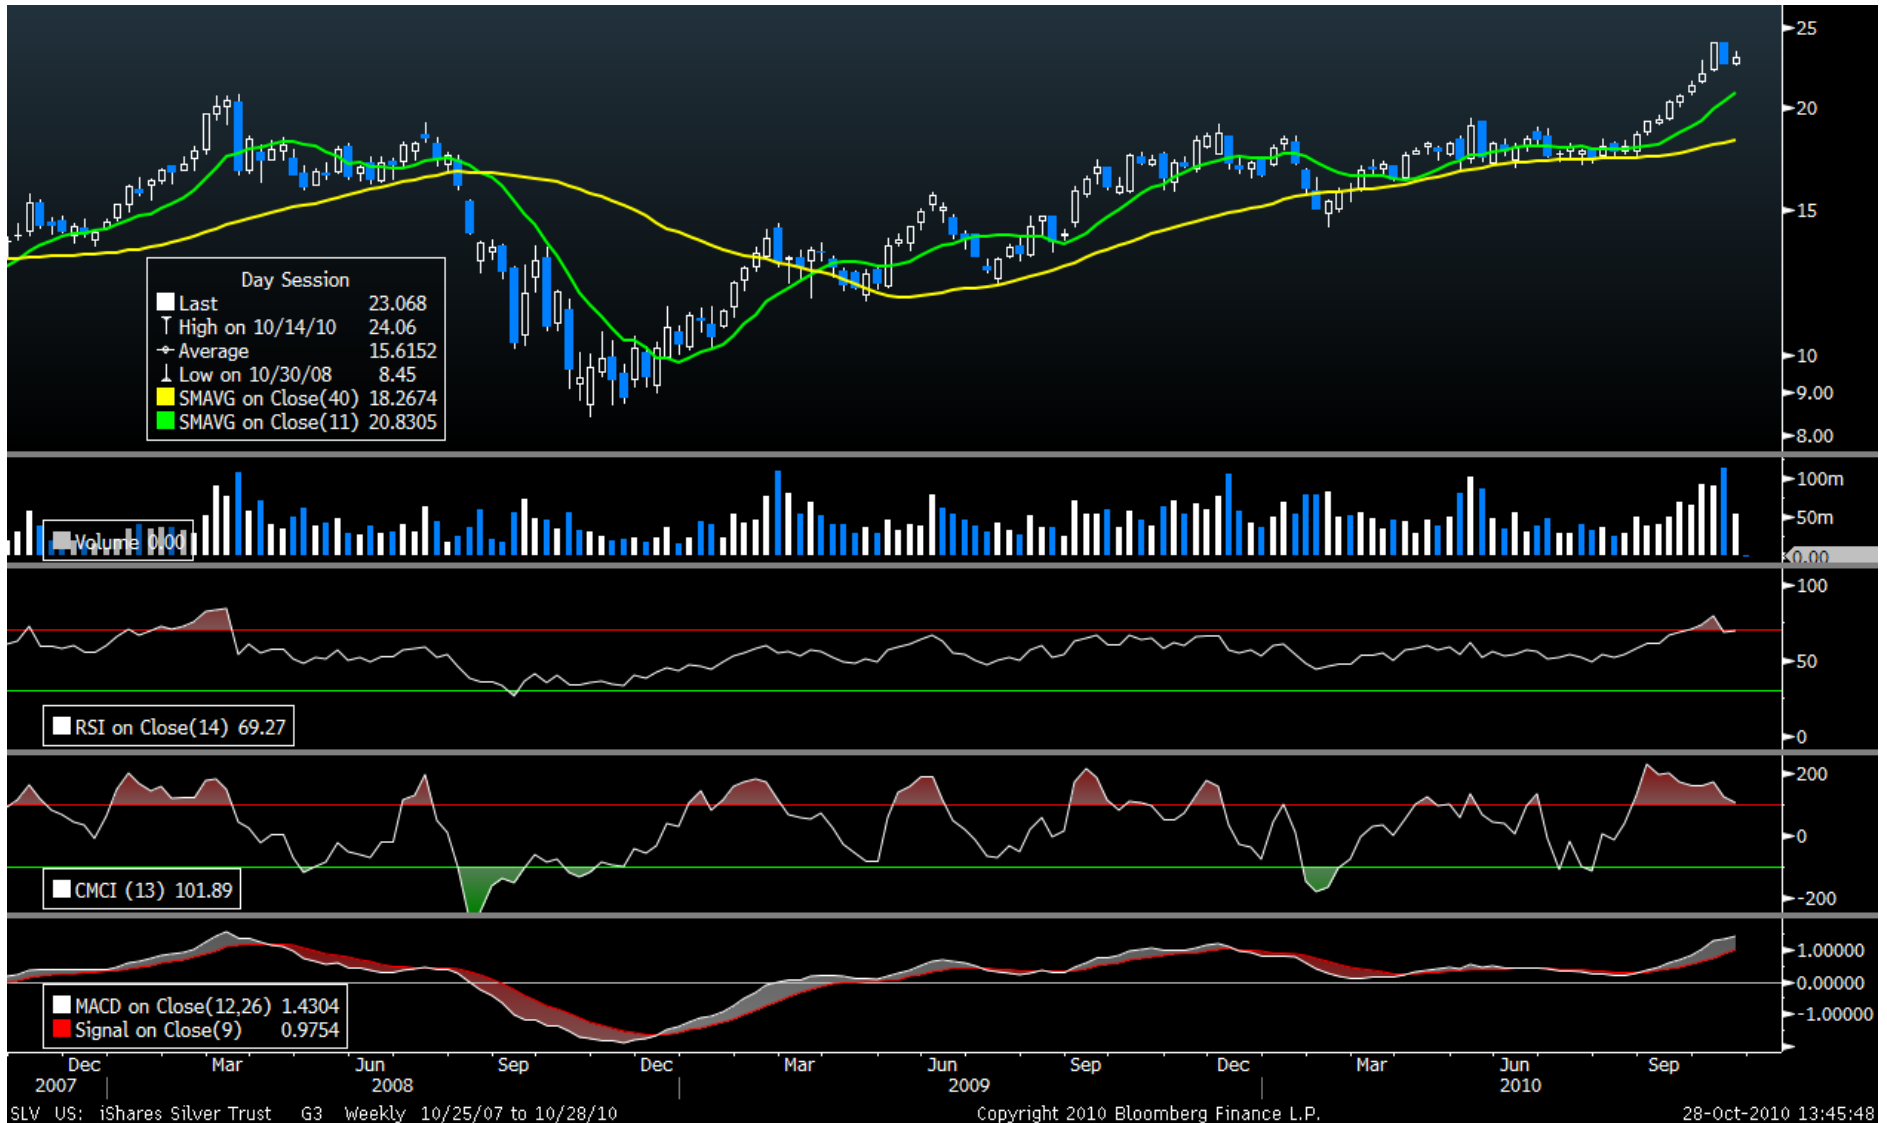 25
20
15
10
9.00
8.00
Day Session
Last 23.068
High on 10/14/10 24.06
Average 15.6152
Low on 10/30/08 8.45
SMAVG on Close(40) 18.2674
SMAVG on Close(11) 20.8305
100m
50m
0.00
Volume 0.00
100
50
0
RSI on Close(14) 69.27
200
0
-200
CMCI (13) 101.89
1.00000
0.00000
-1.00000
MACD on Close(12,26) 1.4304
Signal on Close(9) 0.9754
Dec Mar Jun Sep Dec Mar Jun Sep Dec Mar Jun Sep
2007 2008 2009 2010
SLV US: iShares Silver Trust G3 Weekly 10/25/07 to 10/28/10 Copyright 2010 Bloomberg Finance L.P. 28-Oct-2010 13:45:48